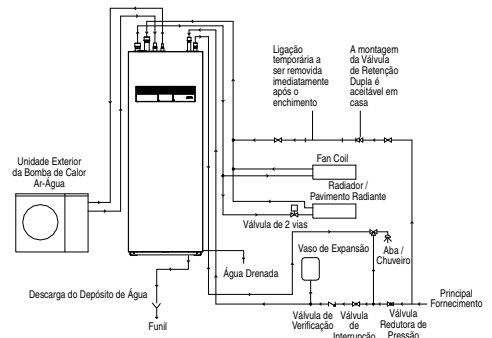 Ligação
temporária a
ser removida
imediatamente
após o
enchimento
A montagem
da Válvula
de Retenção
Dupla é
aceitável em
casa
Unidade Exterior
da Bomba de Calor
Ar-Água
Fan Coil
Radiador /
Pavimento Radiante
Válvula de 2 vias
Vaso de Expansão
Aba /
Chuveiro
Água Drenada
Descarga do Depósito de Água
Funil
Válvula de
Verificação
Válvula
de
Interrupção
Válvula
Redutora de
Pressão
Principal
Fornecimento